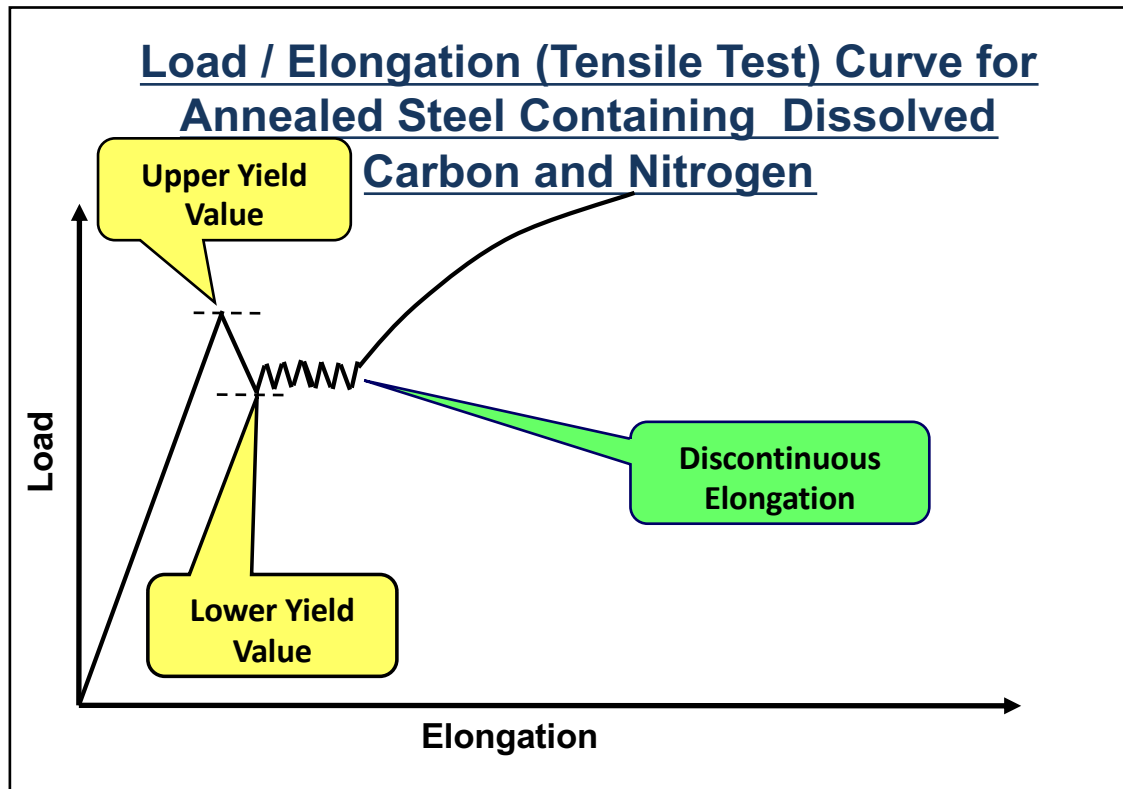 Load / Elongation (Tensile Test) Curve for
Annealed Steel Containing  Dissolved
Carbon and Nitrogen
Upper Yield
Value
Load
Discontinuous
Elongation
Lower Yield
Value
Elongation